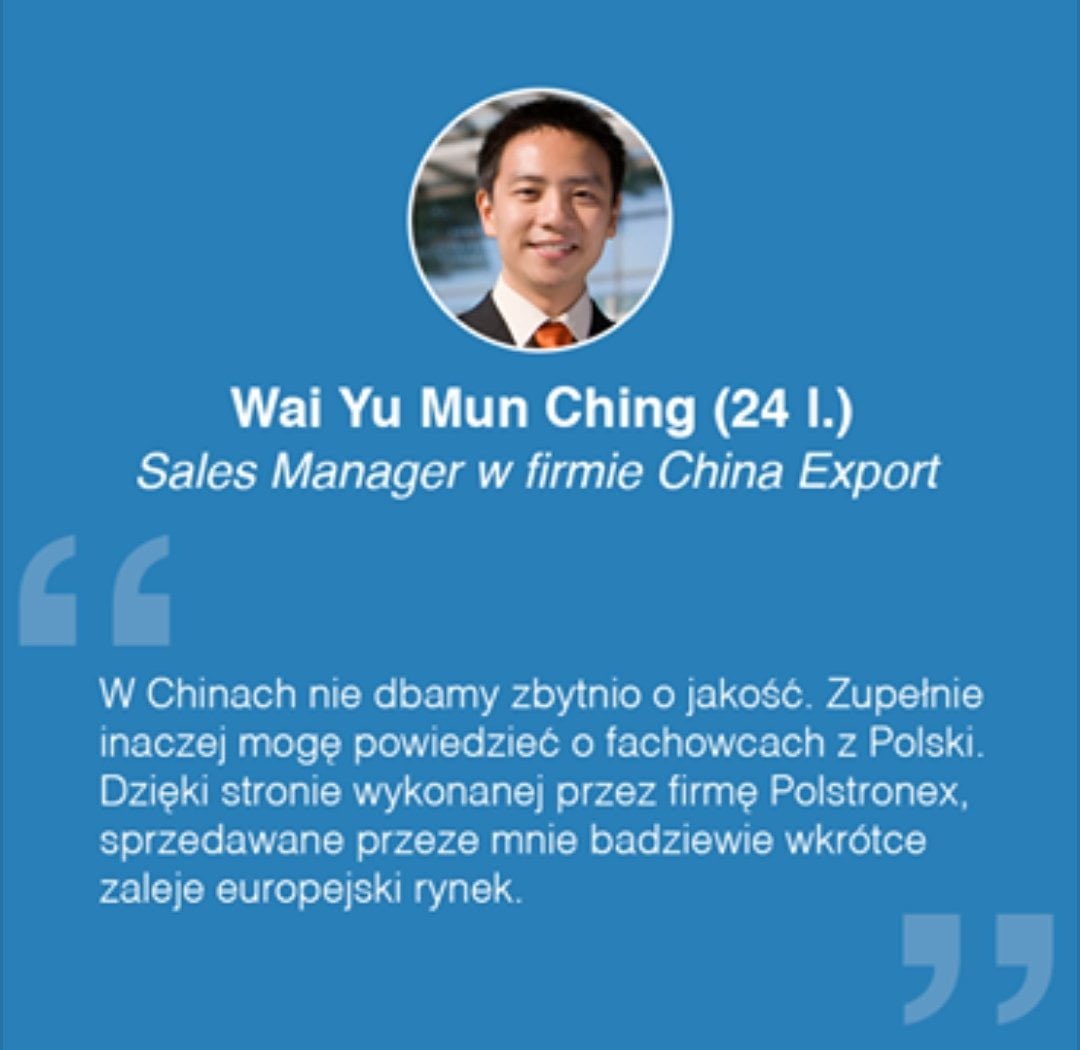 Wai Yu Mun Ching (24 l.)
Sales Manager w firmie China Export
“
W Chinach nie dbamy zbytnio o jakość. Zupełnie
inaczej mogę powiedzieć o fachowcach z Polski.
Dzięki stronie wykonanej przez firmę Polstronex,
sprzedawane przeze mnie badziewie wkrótce
zaleje europejski rynek.
”